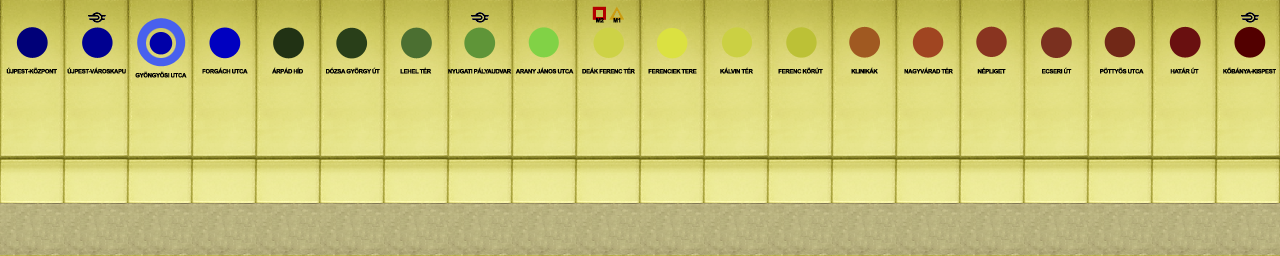 M2 M1
ÚJPEST-KÖZPONT
ÚJPEST-VÁROSKAPU
GYÖNGYÖSI UTCA
FORGÁCH UTCA
ÁRPÁD HÍD
DÓZSA GYÖRGY ÚT
LEHEL TÉR
NYUGATI PÁLYAUDVAR
ARANY JÁNOS UTCA
DEÁK FERENC TÉR
FERENCIEK TERE
KÁLVIN TÉR
FERENC KÖRÚT
KLINIKÁK
NAGYVÁRAD TÉR
NÉPLIGET
ECSERI ÚT
PÖTTYÖS UTCA
HATÁR ÚT
KŐBÁNYA-KISPEST